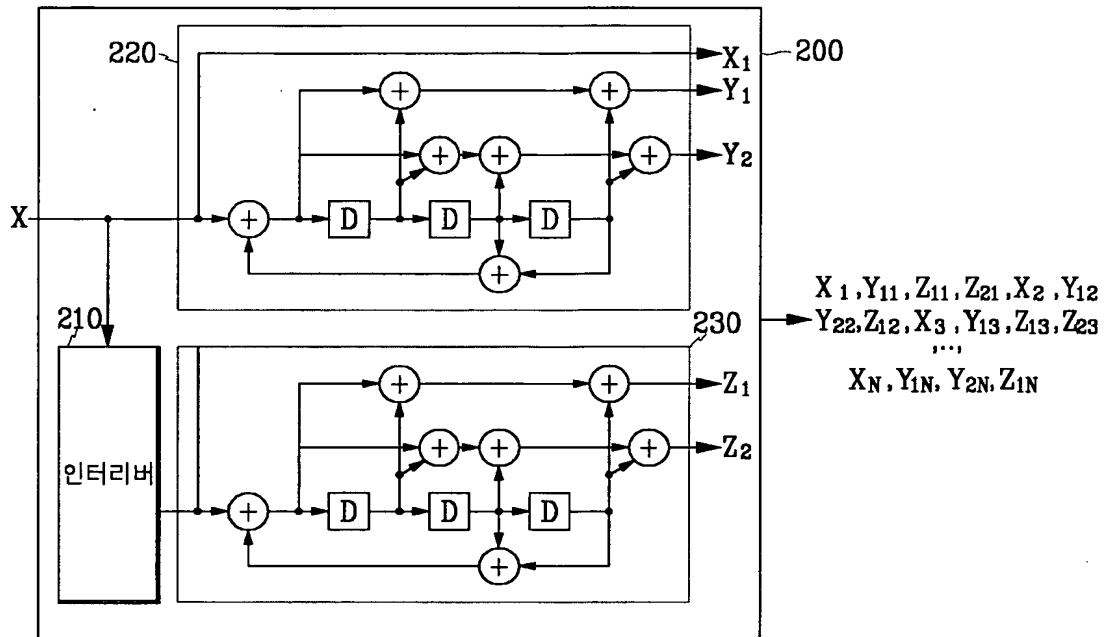 220
200
X1
Y1
+ +
Y2
+ + +
X
+ D D D
+
X1,Y11,Z11,Z21,X2,Y12
Y22,Z12,X3,Y13,Z13,Z23
,...,
XN,Y1N,Y2N,Z1N
210
230
Z1
+ +
Z2
+ + +
인터리버
+ D D D
+